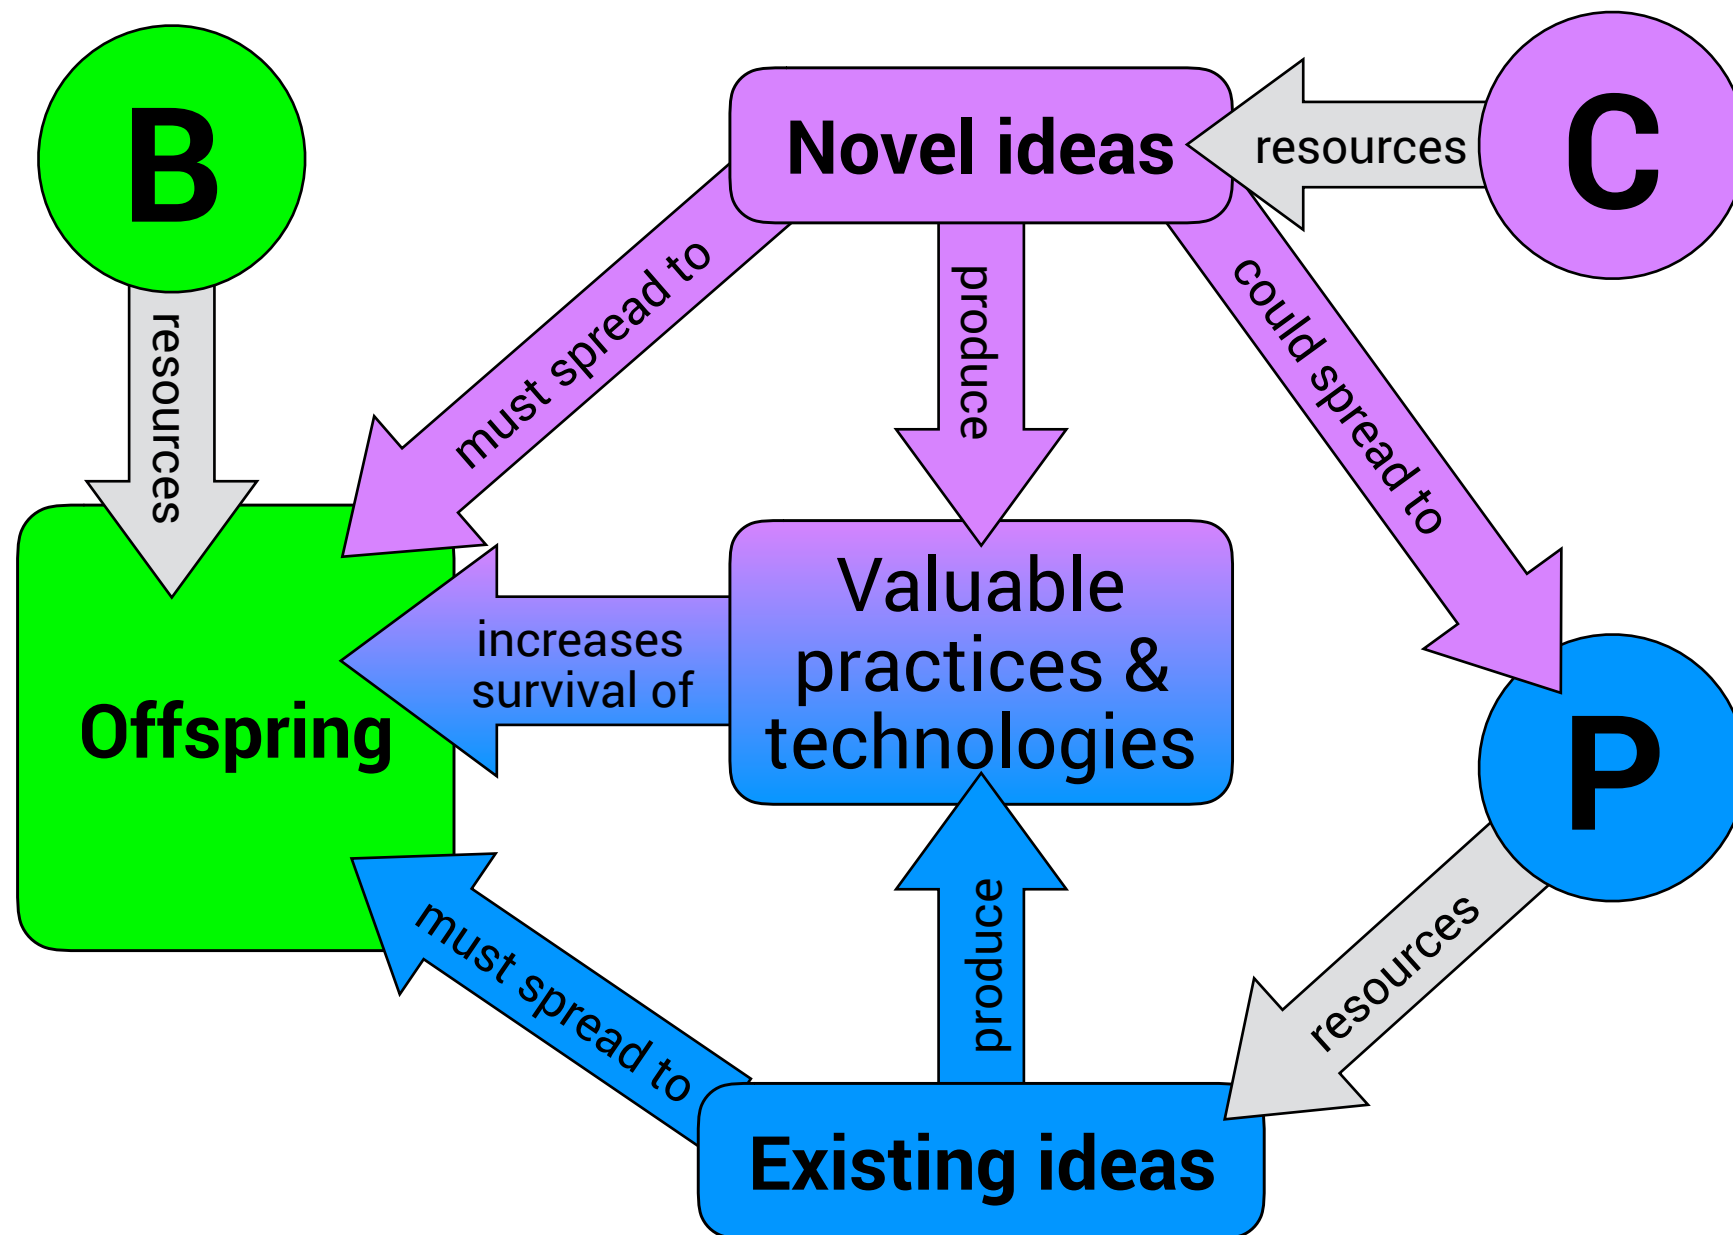 B
Novel ideas
resources
C
resources
must spread to
produce
could spread to
Valuable
practices &
technologies
increases
survival of
Offspring
P
must spread to
produce
resources
Existing ideas